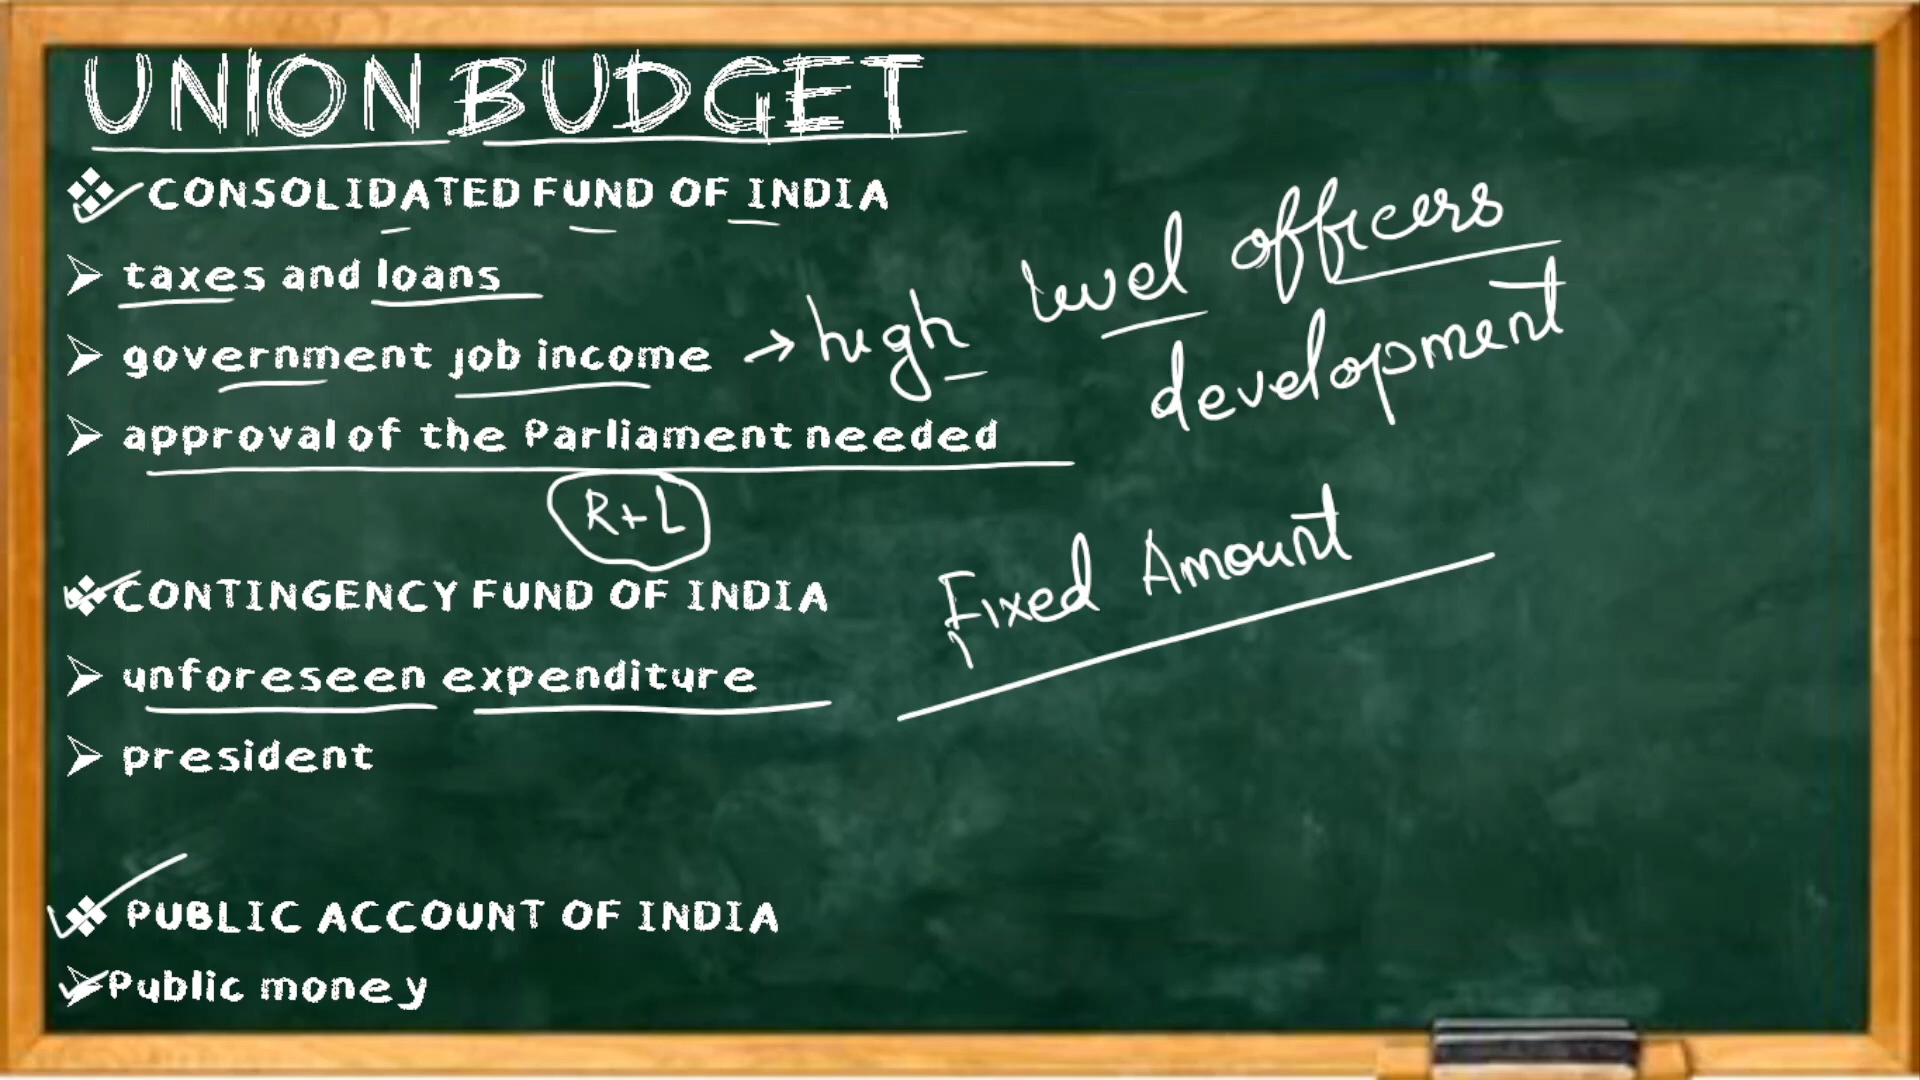 UNION BUDGET
CONSOLIDATED FUND OF INDIA
taxes and loans
government job income → high level officers
development
approval of the Parliament needed
R+L
CONTINGENCY FUND OF INDIA
Fixed Amount
unforeseen expenditure
president
PUBLIC ACCOUNT OF INDIA
Public money